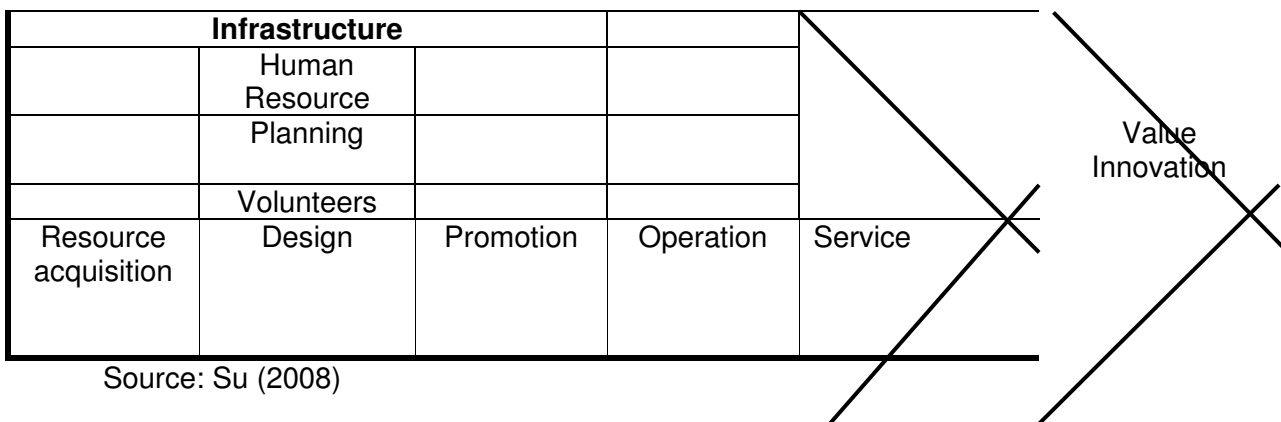 Infrastructure
Human
Resource
Planning
Value
Innovation
Volunteers
Resource
acquisition
Design
Promotion
Operation
Service
Source: Su (2008)